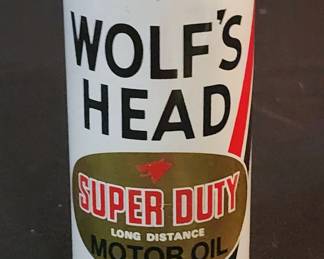 WOLF'S
HEAD
SUPER DUTY
LONG DISTANCE
MOTOR OIL